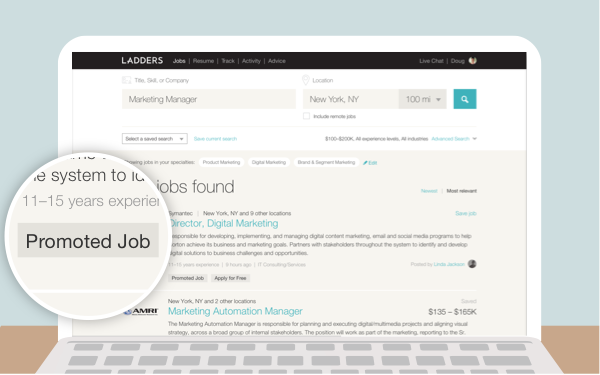 LADDERS Jobs | Resume | Track | Activity | Advice Live Chat | Doug
Title, Skill, or Company Location
Marketing Manager New York, NY 100 mi
Include remote jobs
Select a saved search Save current search $100–$200K, All experience levels, All industries Advanced Search
jobs in your specialties: Product Marketing Digital Marketing Brand & Segment Marketing Edit
jobs found
Newest | Most relevant
Symantec | New York, NY and 9 other locations Save job
Director, Digital Marketing
Responsible for developing, implementing, and managing digital content marketing, email and social media programs to help
achieve its business and marketing goals. Partners with stakeholders throughout the system to identify and develop
digital solutions to business challenges and opportunities.
11–15 years experience | 9 hours ago | IT Consulting/Services Posted by Linda Jackson
Promoted Job Apply for Free
the system to
11–15 years
Promoted Job
New York, NY and 2 other locations Saved
AMRI Marketing Automation Manager $135 – $165K
The Marketing Automation Manager is responsible for planning and executing digital/multimedia projects and aligning visual
strategy, across a broad group of internal stakeholders. The position will work as part of the marketing, reporting to the Sr.